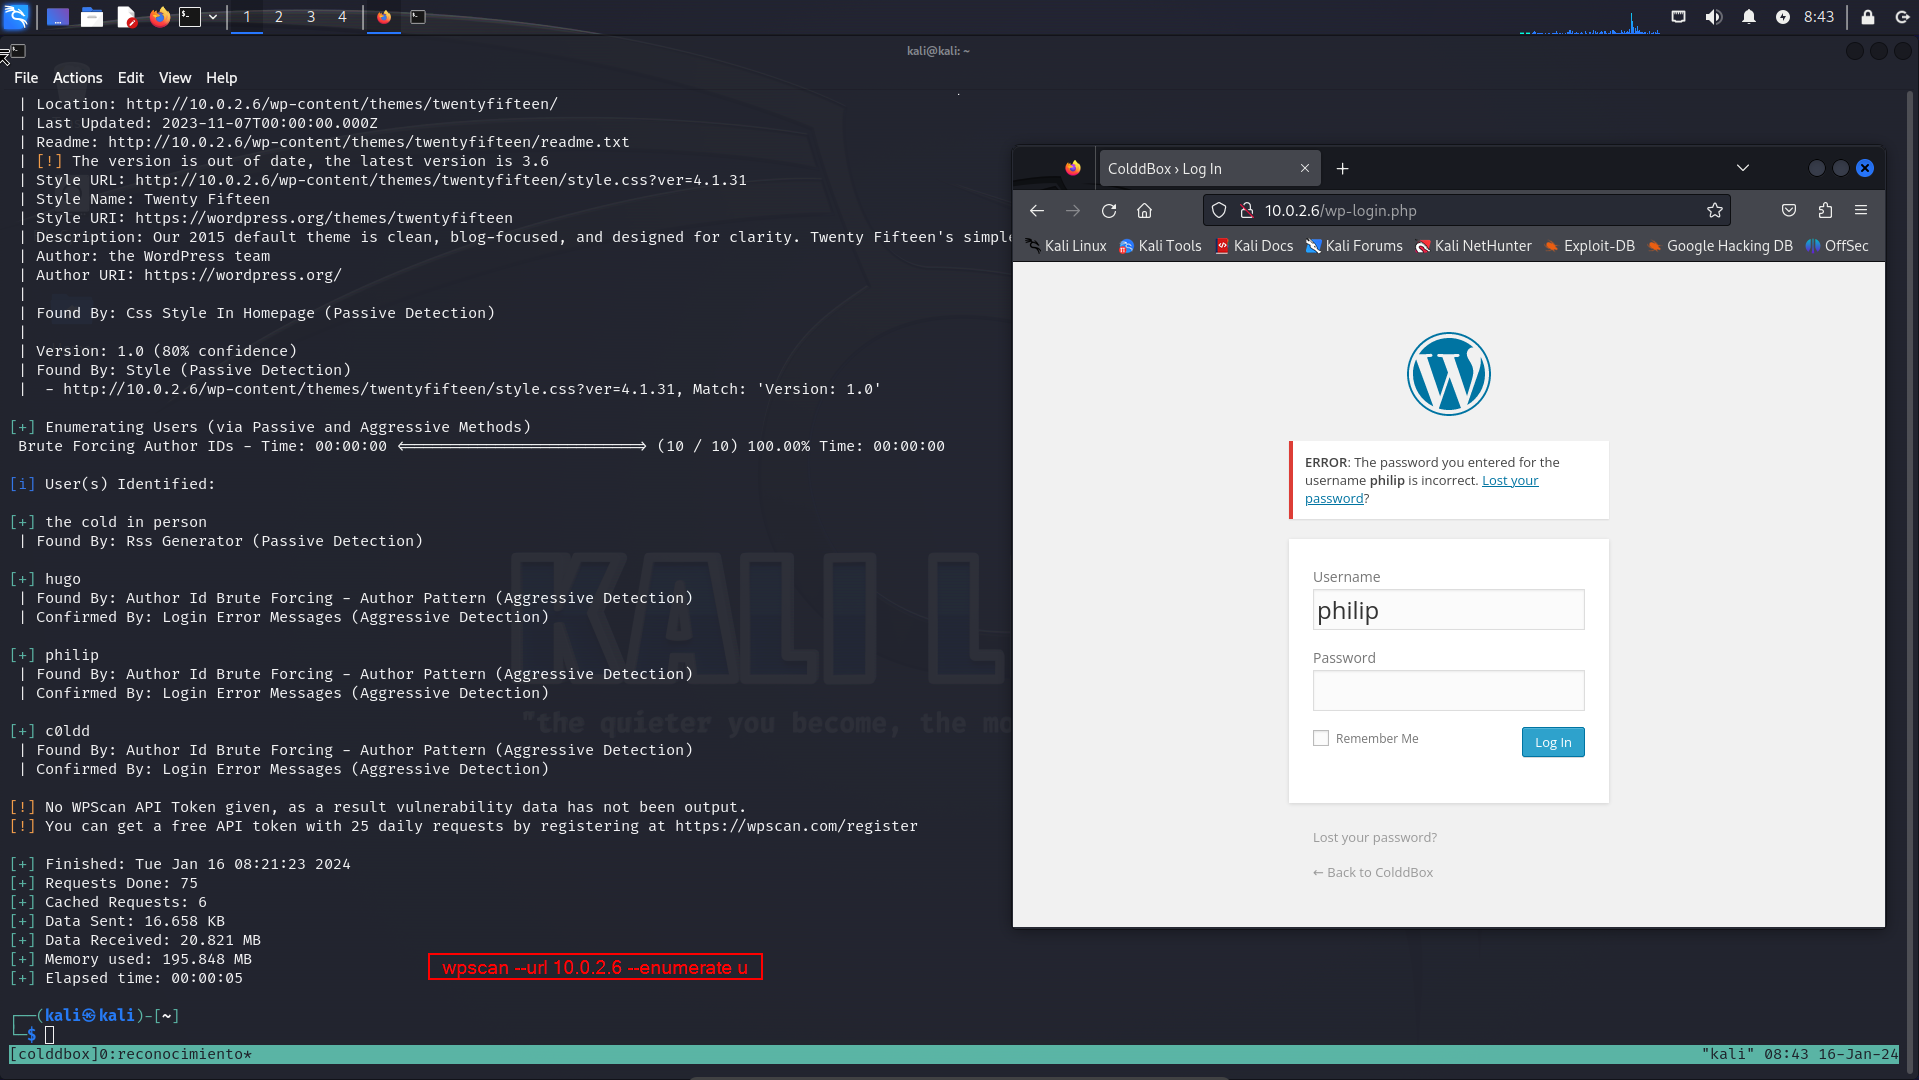 1 2 3 4 8:43
kali@kali: ~
File Actions Edit View Help
| Location: http://10.0.2.6/wp-content/themes/twentyfifteen/
| Last Updated: 2023-11-07T00:00:00.000Z
| Readme: http://10.0.2.6/wp-content/themes/twentyfifteen/readme.txt
| [!] The version is out of date, the latest version is 3.6
| Style URL: http://10.0.2.6/wp-content/themes/twentyfifteen/style.css?ver=4.1.31
| Style Name: Twenty Fifteen
| Style URI: https://wordpress.org/themes/twentyfifteen
| Description: Our 2015 default theme is clean, blog-focused, and designed for clarity. Twenty Fifteen's simpl
| Author: the WordPress team
| Author URI: https://wordpress.org/
|
| Found By: Css Style In Homepage (Passive Detection)
|
| Version: 1.0 (80% confidence)
| Found By: Style (Passive Detection)
|  - http://10.0.2.6/wp-content/themes/twentyfifteen/style.css?ver=4.1.31, Match: 'Version: 1.0'
[+] Enumerating Users (via Passive and Aggressive Methods)
Brute Forcing Author IDs - Time: 00:00:00 <=========================> (10 / 10) 100.00% Time: 00:00:00
[i] User(s) Identified:
[+] the cold in person
| Found By: Rss Generator (Passive Detection)
[+] hugo
| Found By: Author Id Brute Forcing - Author Pattern (Aggressive Detection)
| Confirmed By: Login Error Messages (Aggressive Detection)
[+] philip
| Found By: Author Id Brute Forcing - Author Pattern (Aggressive Detection)
| Confirmed By: Login Error Messages (Aggressive Detection)
[+] c0ldd
| Found By: Author Id Brute Forcing - Author Pattern (Aggressive Detection)
| Confirmed By: Login Error Messages (Aggressive Detection)
[!] No WPScan API Token given, as a result vulnerability data has not been output.
[!] You can get a free API token with 25 daily requests by registering at https://wpscan.com/register
[+] Finished: Tue Jan 16 08:21:23 2024
[+] Requests Done: 75
[+] Cached Requests: 6
[+] Data Sent: 16.658 KB
[+] Data Received: 20.821 MB
[+] Memory used: 195.848 MB
[+] Elapsed time: 00:00:05
wpscan --url 10.0.2.6 --enumerate u
┌──(kali㉿kali)-[~]
└─$
[colddbox]0:reconocimiento* "kali" 08:43 16-Jan-24
KALI L
"the quieter you become, the mo
ColddBox › Log In
10.0.2.6/wp-login.php
Kali Linux Kali Tools Kali Docs Kali Forums Kali NetHunter Exploit-DB Google Hacking DB OffSec
ERROR: The password you entered for the
username philip is incorrect. Lost your
password?
Username
philip
Password
Remember Me Log In
Lost your password?
← Back to ColddBox